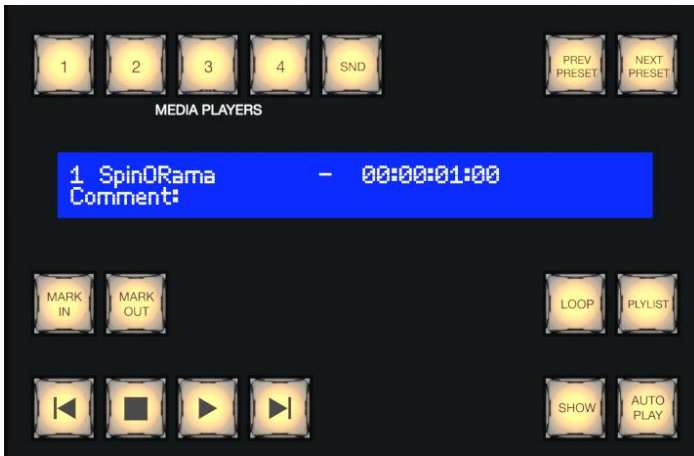 1 2 3 4 SND PREV PRESET NEXT PRESET
MEDIA PLAYERS
1 SpinORama - 00:00:01:00
Comment:
MARK IN MARK OUT LOOP PLYLIST
SHOW AUTO PLAY